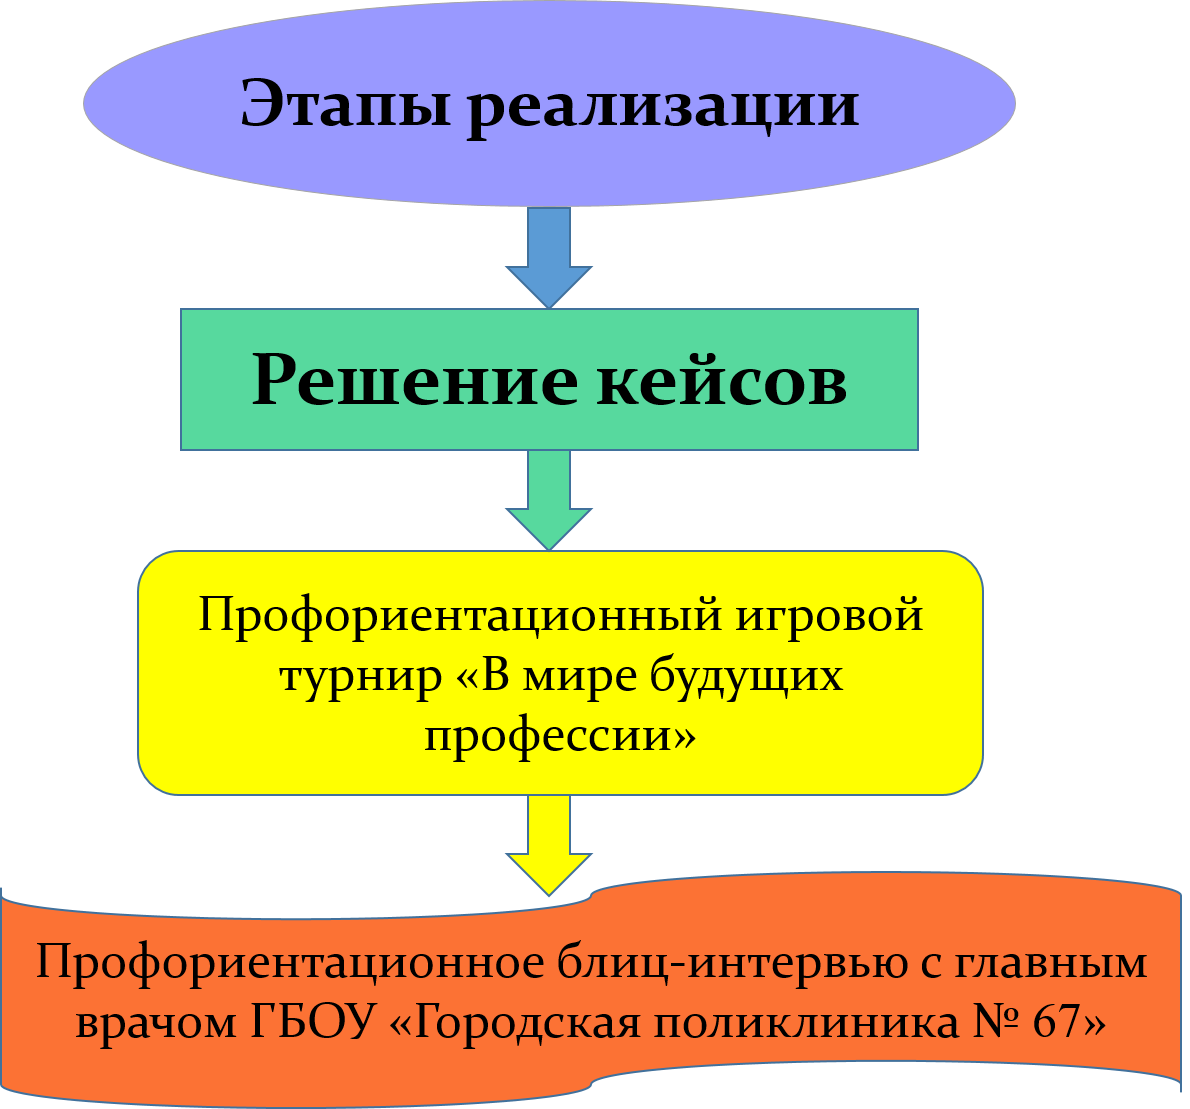 Этапы реализации
Решение кейсов
Профориентационный игровой
турнир «В мире будущих
профессии»
Профориентационное блиц-интервью с главным
врачом ГБОУ «Городская поликлиника № 67»